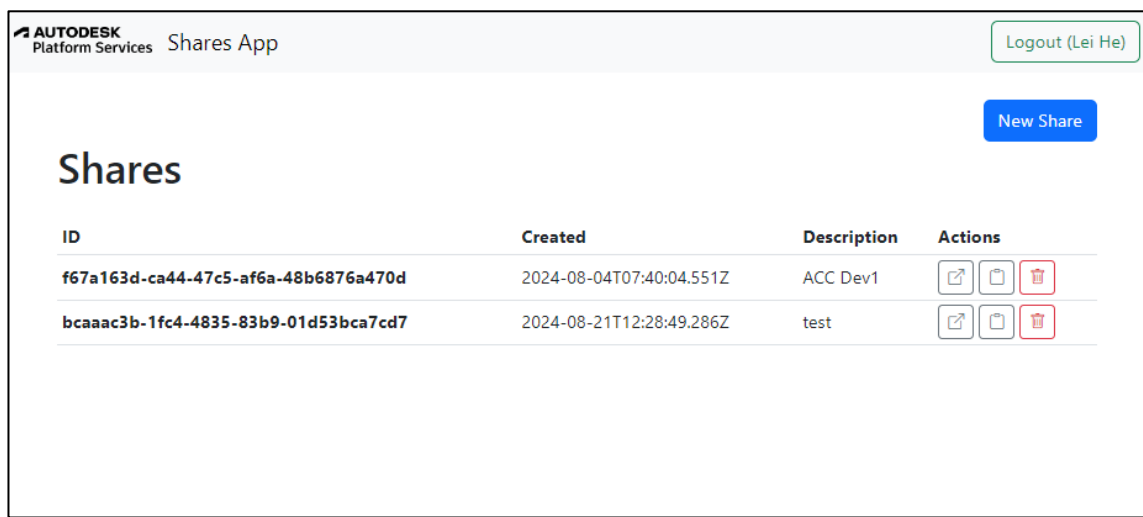 AUTODESK
Platform Services Shares App Logout (Lei He)
New Share
Shares
ID Created Description Actions
f67a163d-ca44-47c5-af6a-48b6876a470d 2024-08-04T07:40:04.551Z ACC Dev1
bcaaac3b-1fc4-4835-83b9-01d53bca7cd7 2024-08-21T12:28:49.286Z test